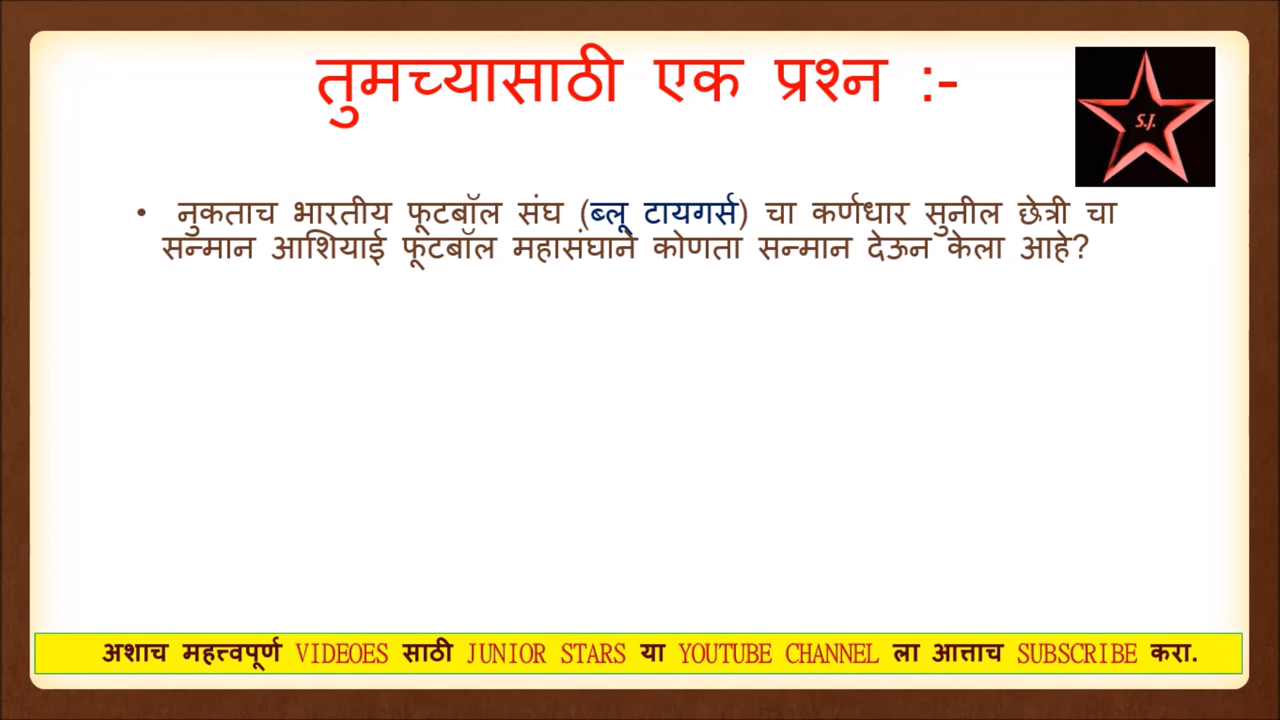 तुमच्यासाठी एक प्रश्न :-
S.J.
• नुकताच भारतीय फूटबॉल संघ (ब्लू टायगर्स) चा कर्णधार सुनील छेत्री चा
सन्मान आशियाई फूटबॉल महासंघाने कोणता सन्मान देऊन केला आहे?
अशाच महत्त्वपूर्ण VIDEOES साठी JUNIOR STARS या YOUTUBE CHANNEL ला आत्ताच SUBSCRIBE करा.